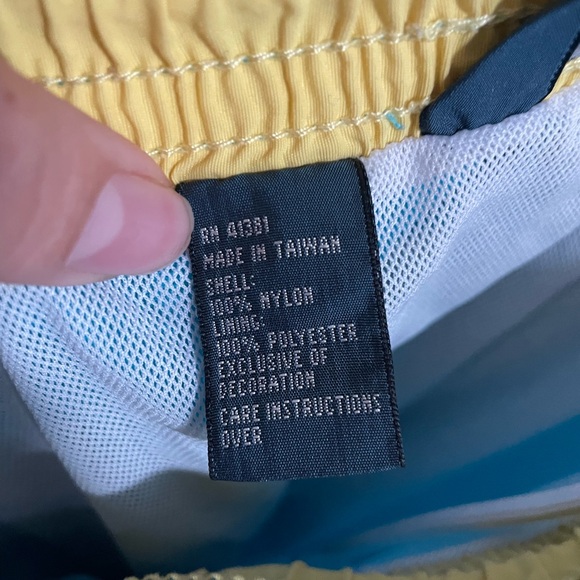 RN 41381
MADE IN TAIWAN
SHELL:
100% NYLON
LINING:
100% POLYESTER
EXCLUSIVE OF
DECORATION
CARE INSTRUCTIONS
OVER